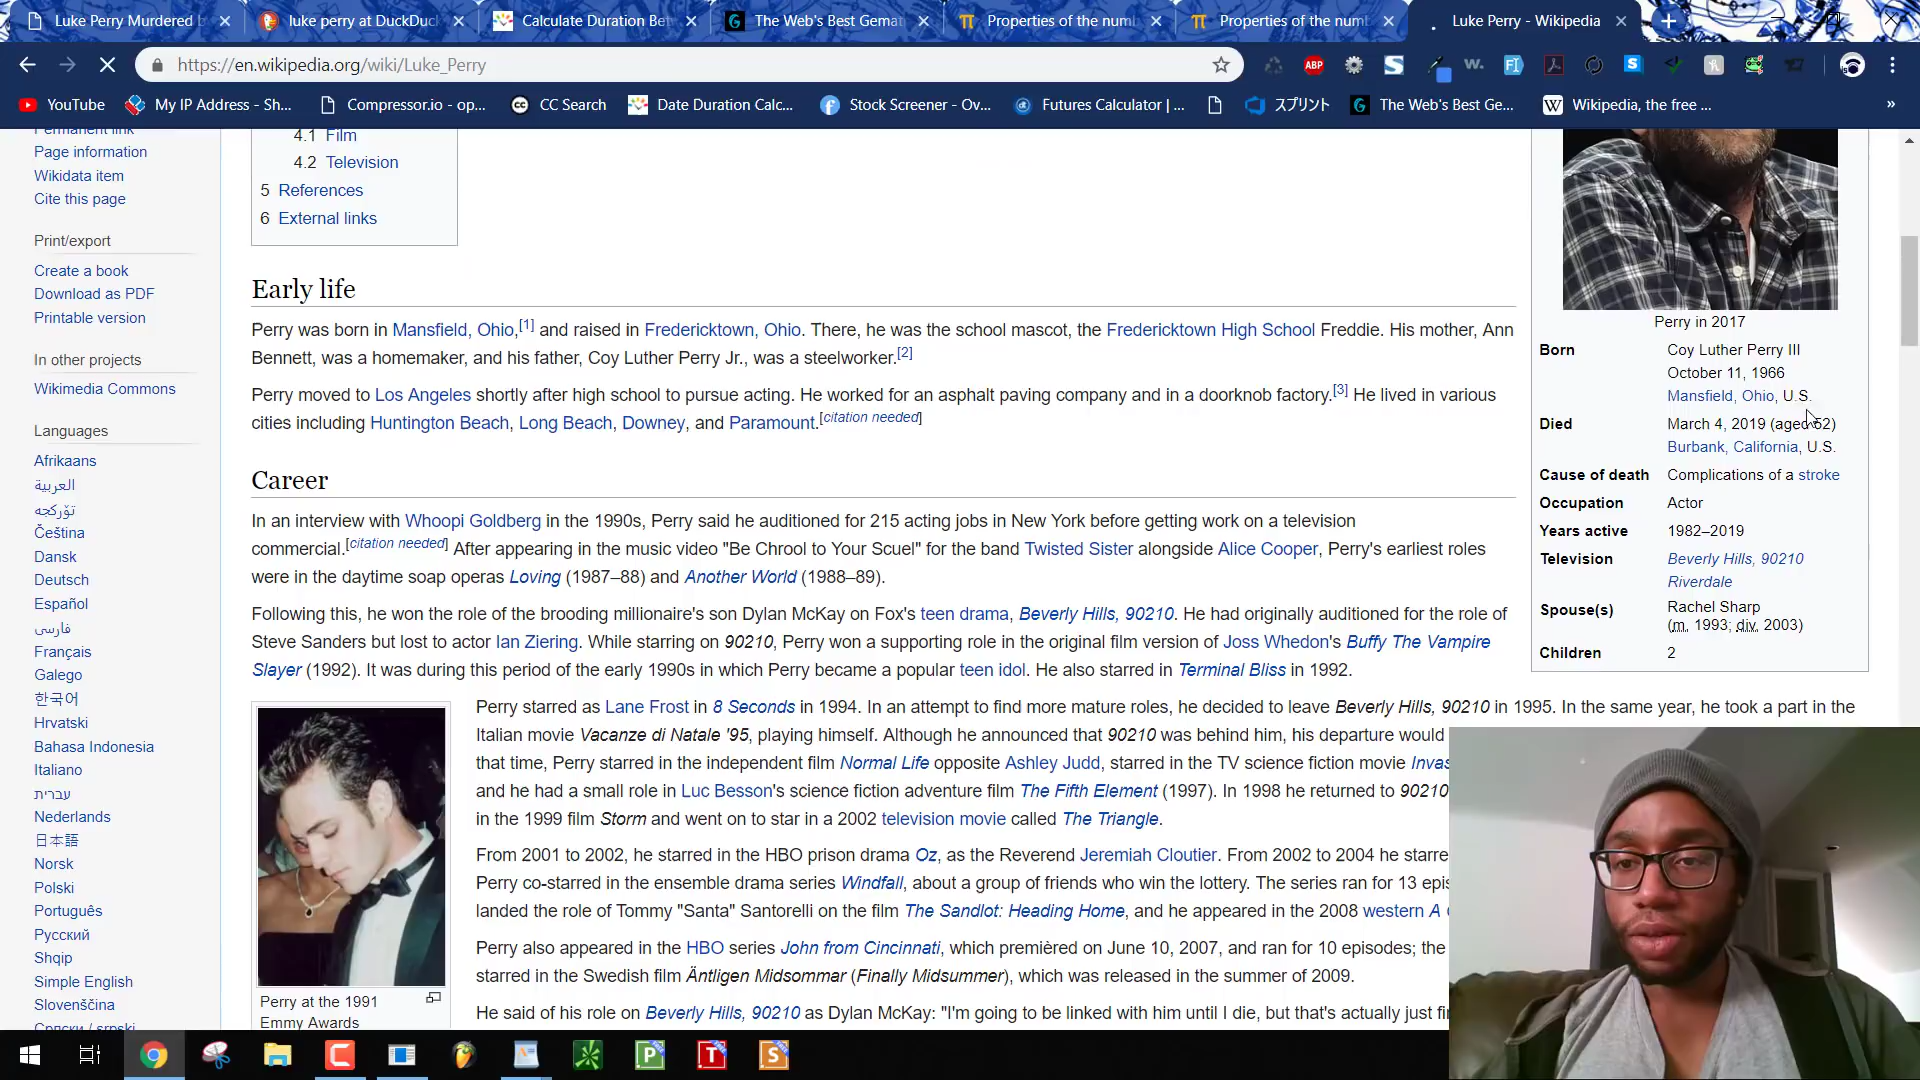 Luke Perry Murdered
luke perry at DuckDuc
Calculate Duration Bet
The Web's Best Gemat
Properties of the numb
Properties of the numb
Luke Perry - Wikipedia
https://en.wikipedia.org/wiki/Luke_Perry
ABP
YouTube
My IP Address - Sh...
Compressor.io - op...
CC Search
Date Duration Calc...
Stock Screener - Ov...
Futures Calculator | ...
スプリント
The Web's Best Ge...
Wikipedia, the free ...
»
Permanent link
Page information
Wikidata item
Cite this page
Print/export
Create a book
Download as PDF
Printable version
In other projects
Wikimedia Commons
Languages
Afrikaans
العربية
تۆرکجه
Čeština
Dansk
Deutsch
Español
فارسی
Français
Galego
한국어
Hrvatski
Bahasa Indonesia
Italiano
עברית
Nederlands
日本語
Norsk
Polski
Português
Русский
Shqip
Simple English
Slovenščina
Српски / srpski
4.1 Film
4.2 Television
5 References
6 External links
Early life
Perry was born in Mansfield, Ohio,[1] and raised in Fredericktown, Ohio. There, he was the school mascot, the Fredericktown High School Freddie. His mother, Ann
Bennett, was a homemaker, and his father, Coy Luther Perry Jr., was a steelworker.[2]
Perry moved to Los Angeles shortly after high school to pursue acting. He worked for an asphalt paving company and in a doorknob factory.[3] He lived in various
cities including Huntington Beach, Long Beach, Downey, and Paramount.[citation needed]
Career
In an interview with Whoopi Goldberg in the 1990s, Perry said he auditioned for 215 acting jobs in New York before getting work on a television
commercial.[citation needed] After appearing in the music video "Be Chrool to Your Scuel" for the band Twisted Sister alongside Alice Cooper, Perry's earliest roles
were in the daytime soap operas Loving (1987–88) and Another World (1988–89).
Following this, he won the role of the brooding millionaire's son Dylan McKay on Fox's teen drama, Beverly Hills, 90210. He had originally auditioned for the role of
Steve Sanders but lost to actor Ian Ziering. While starring on 90210, Perry won a supporting role in the original film version of Joss Whedon's Buffy The Vampire
Slayer (1992). It was during this period of the early 1990s in which Perry became a popular teen idol. He also starred in Terminal Bliss in 1992.
Perry starred as Lane Frost in 8 Seconds in 1994. In an attempt to find more mature roles, he decided to leave Beverly Hills, 90210 in 1995. In the same year, he took a part in the
Italian movie Vacanze di Natale '95, playing himself. Although he announced that 90210 was behind him, his departure would
that time, Perry starred in the independent film Normal Life opposite Ashley Judd, starred in the TV science fiction movie Invas
and he had a small role in Luc Besson's science fiction adventure film The Fifth Element (1997). In 1998 he returned to 90210
in the 1999 film Storm and went on to star in a 2002 television movie called The Triangle.
From 2001 to 2002, he starred in the HBO prison drama Oz, as the Reverend Jeremiah Cloutier. From 2002 to 2004 he starre
Perry co-starred in the ensemble drama series Windfall, about a group of friends who win the lottery. The series ran for 13 epis
landed the role of Tommy "Santa" Santorelli on the film The Sandlot: Heading Home, and he appeared in the 2008 western A
Perry also appeared in the HBO series John from Cincinnati, which premièred on June 10, 2007, and ran for 10 episodes; the
starred in the Swedish film Äntligen Midsommar (Finally Midsummer), which was released in the summer of 2009.
He said of his role on Beverly Hills, 90210 as Dylan McKay: "I'm going to be linked with him until I die, but that's actually just fi
Perry at the 1991
Emmy Awards
Perry in 2017
Born Coy Luther Perry III
October 11, 1966
Mansfield, Ohio, U.S.
Died March 4, 2019 (aged 52)
Burbank, California, U.S.
Cause of death Complications of a stroke
Occupation Actor
Years active 1982–2019
Television Beverly Hills, 90210
Riverdale
Spouse(s) Rachel Sharp
(m. 1993; div. 2003)
Children 2